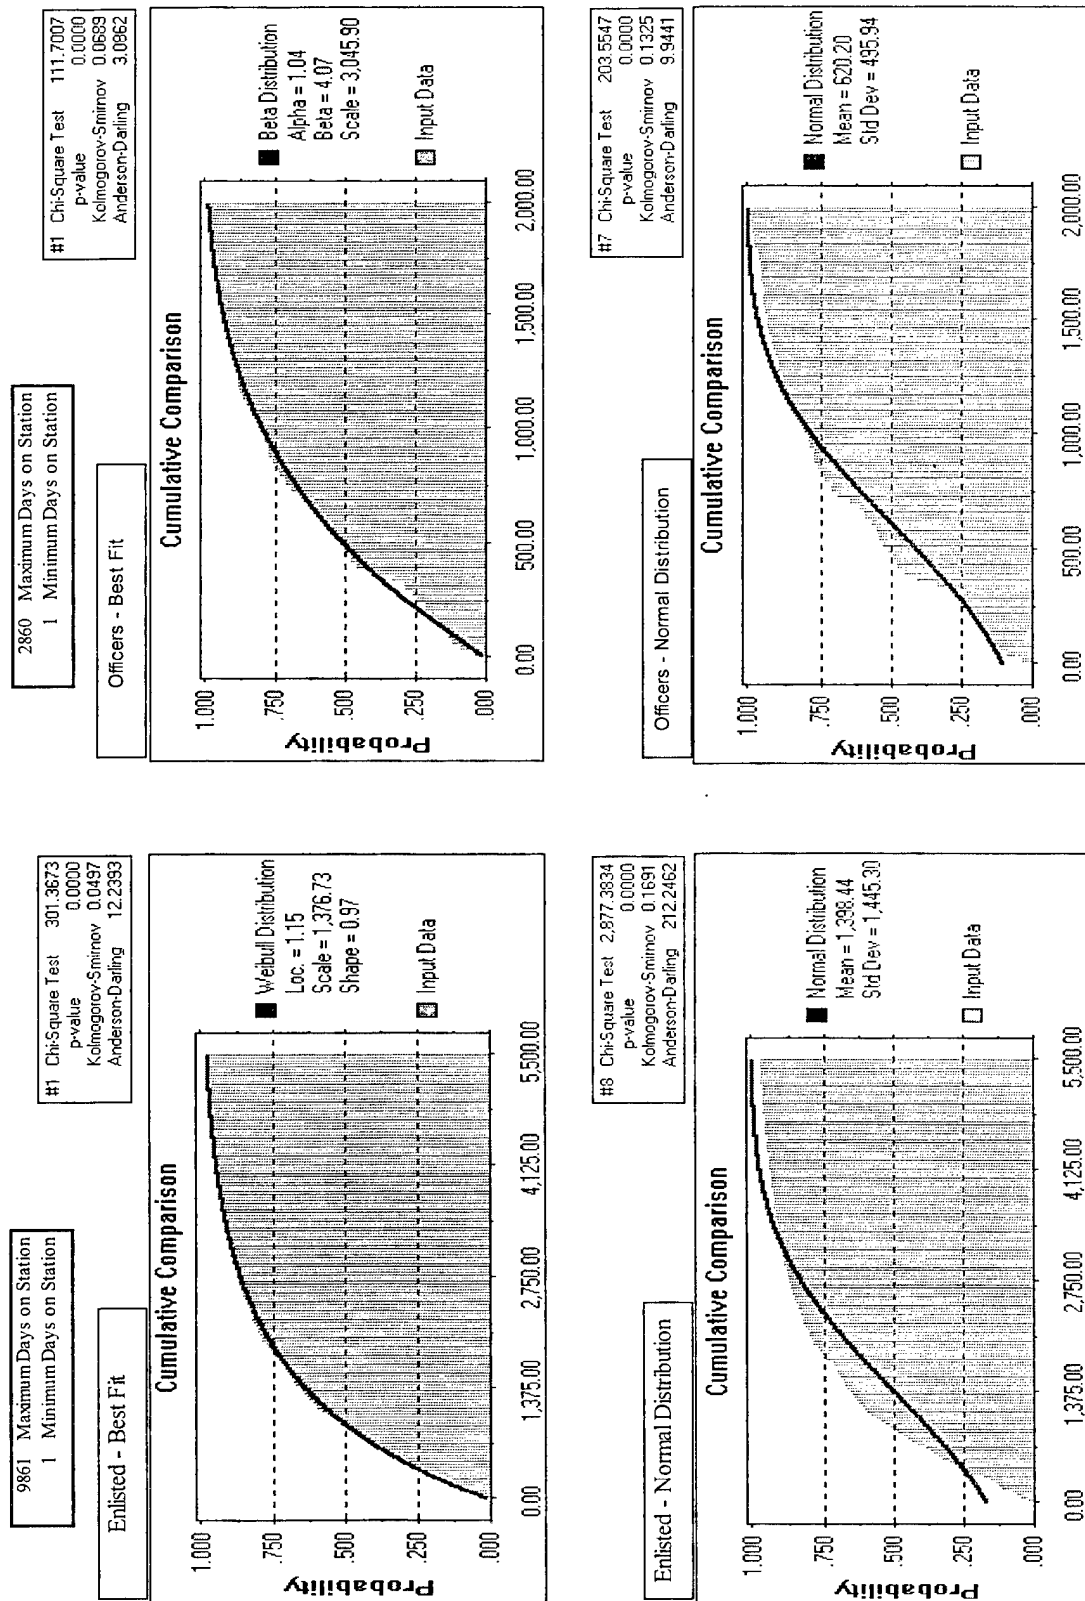 9861 Maximum Days on Station
1 Minimum Days on Station
Enlisted - Best Fit
#1 Chi-Square Test 301.3673
p-value 0.0000
Kolmogorov-Smirnov 0.0497
Anderson-Darling 12.2393
Cumulative Comparison
Probability
1.000
.750
.500
.250
.000
0.00
1,375.00
2,750.00
4,125.00
5,500.00
Weibull Distribution
Loc. = 1.15
Scale = 1,376.73
Shape = 0.97
Input Data
2860 Maximum Days on Station
1 Minimum Days on Station
Officers - Best Fit
#1 Chi-Square Test 111.7007
p-value 0.0000
Kolmogorov-Smirnov 0.0689
Anderson-Darling 3.0962
Cumulative Comparison
Probability
1.000
.750
.500
.250
.000
0.00
500.00
1,000.00
1,500.00
2,000.00
Beta Distribution
Alpha = 1.04
Beta = 4.07
Scale = 3,045.90
Input Data
Enlisted - Normal Distribution
#8 Chi-Square Test 2,877.3834
p-value 0.0000
Kolmogorov-Smirnov 0.1691
Anderson-Darling 212.2462
Cumulative Comparison
Probability
1.000
.750
.500
.250
.000
0.00
1,375.00
2,750.00
4,125.00
5,500.00
Normal Distribution
Mean = 1,398.44
Std Dev = 1,445.30
Input Data
Officers - Normal Distribution
#7 Chi-Square Test 203.5547
p-value 0.0000
Kolmogorov-Smirnov 0.1325
Anderson-Darling 9.9441
Cumulative Comparison
Probability
1.000
.750
.500
.250
.000
0.00
500.00
1,000.00
1,500.00
2,000.00
Normal Distribution
Mean = 620.20
Std Dev = 495.94
Input Data